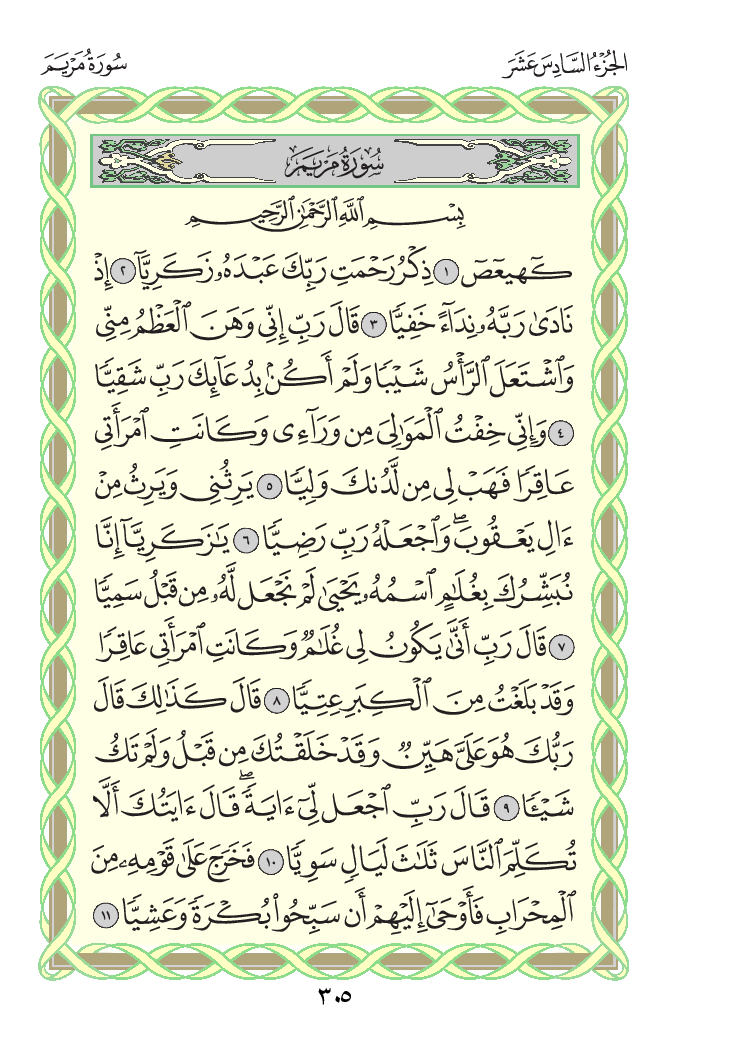 الجُزْءُ السَّادِسَ عَشَرَ
سُورَةُ مَرْيَمَ
سُورَةُ مَرْيَمَ
بِسْمِ ٱللَّهِ ٱلرَّحْمَٰنِ ٱلرَّحِيمِ
كٓهيعٓصٓ ١ ذِكْرُ رَحْمَتِ رَبِّكَ عَبْدَهُۥ زَكَرِيَّآ ٢ إِذْ
نَادَىٰ رَبَّهُۥ نِدَآءً خَفِيًّا ٣ قَالَ رَبِّ إِنِّى وَهَنَ ٱلْعَظْمُ مِنِّى
وَٱشْتَعَلَ ٱلرَّأْسُ شَيْبًا وَلَمْ أَكُنۢ بِدُعَآئِكَ رَبِّ شَقِيًّا
٤ وَإِنِّى خِفْتُ ٱلْمَوَٰلِىَ مِن وَرَآءِى وَكَانَتِ ٱمْرَأَتِى
عَاقِرًا فَهَبْ لِى مِن لَّدُنكَ وَلِيًّا ٥ يَرِثُنِى وَيَرِثُ مِنْ
ءَالِ يَعْقُوبَ ۖ وَٱجْعَلْهُ رَبِّ رَضِيًّا ٦ يَٰزَكَرِيَّآ إِنَّا
نُبَشِّرُكَ بِغُلَٰمٍ ٱسْمُهُۥ يَحْيَىٰ لَمْ نَجْعَل لَّهُۥ مِن قَبْلُ سَمِيًّا
٧ قَالَ رَبِّ أَنَّىٰ يَكُونُ لِى غُلَٰمٌ وَكَانَتِ ٱمْرَأَتِى عَاقِرًا
وَقَدْ بَلَغْتُ مِنَ ٱلْكِبَرِ عِتِيًّا ٨ قَالَ كَذَٰلِكَ قَالَ
رَبُّكَ هُوَ عَلَىَّ هَيِّنٌ وَقَدْ خَلَقْتُكَ مِن قَبْلُ وَلَمْ تَكُ
شَيْـًٔا ٩ قَالَ رَبِّ ٱجْعَل لِّىٓ ءَايَةً ۚ قَالَ ءَايَتُكَ أَلَّا
تُكَلِّمَ ٱلنَّاسَ ثَلَٰثَ لَيَالٍ سَوِيًّا ١٠ فَخَرَجَ عَلَىٰ قَوْمِهِۦ مِنَ
ٱلْمِحْرَابِ فَأَوْحَىٰٓ إِلَيْهِمْ أَن سَبِّحُوا۟ بُكْرَةً وَعَشِيًّا ١١
٣٠٥